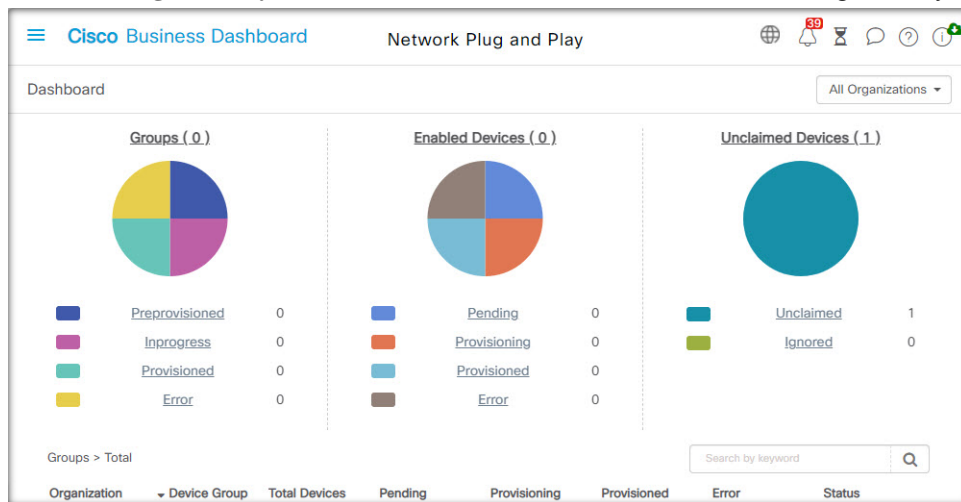 Cisco Business Dashboard Network Plug and Play 39
Dashboard All Organizations
Groups ( 0 ) Enabled Devices ( 0 ) Unclaimed Devices ( 1 )
Preprovisioned 0 Pending 0 Unclaimed 1
Inprogress 0 Provisioning 0 Ignored 0
Provisioned 0 Provisioned 0
Error 0 Error 0
Groups > Total Search by keyword
Organization Device Group Total Devices Pending Provisioning Provisioned Error Status